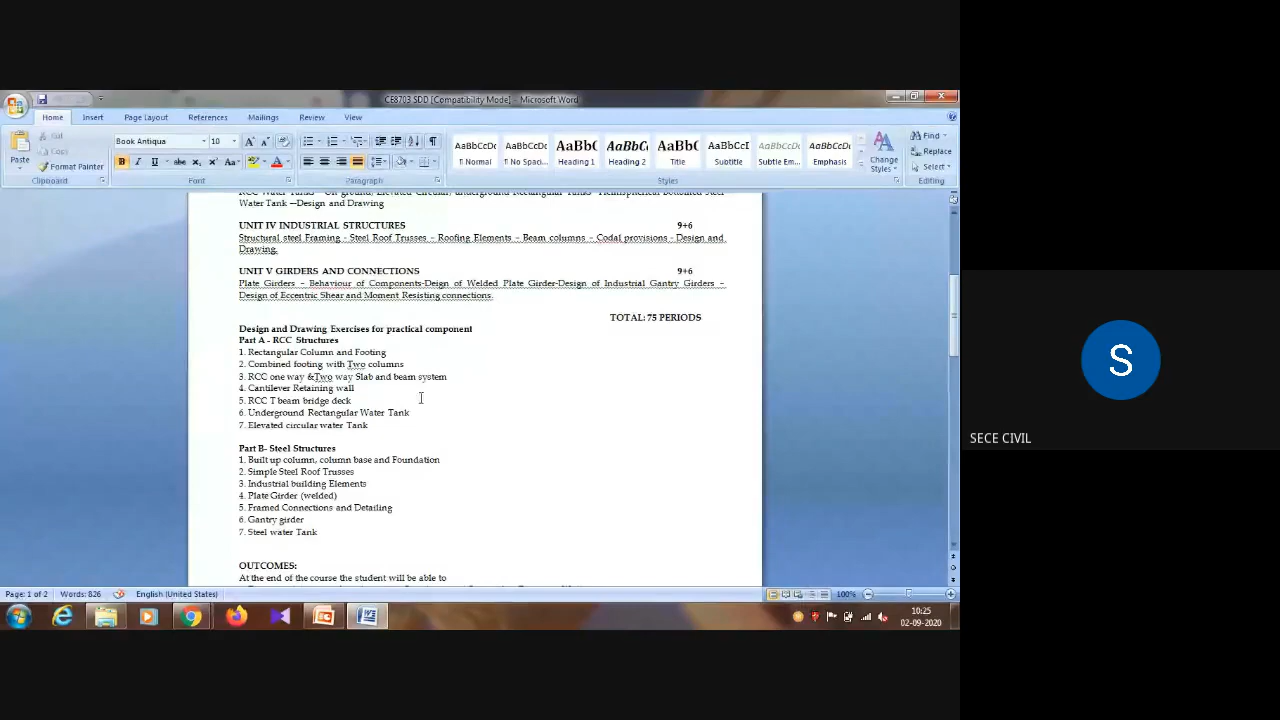 CE8703 SDD [Compatibility Mode] - Microsoft Word
Home Insert Page Layout References Mailings Review View
Cut
Copy
Paste
Format Painter
Book Antiqua 10
AaBbCcDc AaBbCcDc AaBbC AaBbCc AaBbC AaBbCcI AaBbCcDc AaBbCcDc
¶ Normal ¶ No Spaci... Heading 1 Heading 2 Title Subtitle Subtle Em... Emphasis
Change Styles
Find
Replace
Select
Clipboard Font Paragraph Styles Editing
Water Tank --Design and Drawing
UNIT IV INDUSTRIAL STRUCTURES 9+6
Structural steel Framing - Steel Roof Trusses – Roofing Elements – Beam columns – Codal provisions - Design and
Drawing.
UNIT V GIRDERS AND CONNECTIONS 9+6
Plate Girders – Behaviour of Components-Deign of Welded Plate Girder-Design of Industrial Gantry Girders –
Design of Eccentric Shear and Moment Resisting connections.
TOTAL: 75 PERIODS
Design and Drawing Exercises for practical component
Part A - RCC Structures
1. Rectangular Column and Footing
2. Combined footing with Two columns
3. RCC one way &Two way Slab and beam system
4. Cantilever Retaining wall
5. RCC T beam bridge deck
6. Underground Rectangular Water Tank
7. Elevated circular water Tank
Part B- Steel Structures
1. Built up column, column base and Foundation
2. Simple Steel Roof Trusses
3. Industrial building Elements
4. Plate Girder (welded)
5. Framed Connections and Detailing
6. Gantry girder
7. Steel water Tank
OUTCOMES:
At the end of the course the student will be able to
Page: 1 of 2 Words: 826 English (United States) 100%
10:25
02-09-2020
S
SECE CIVIL